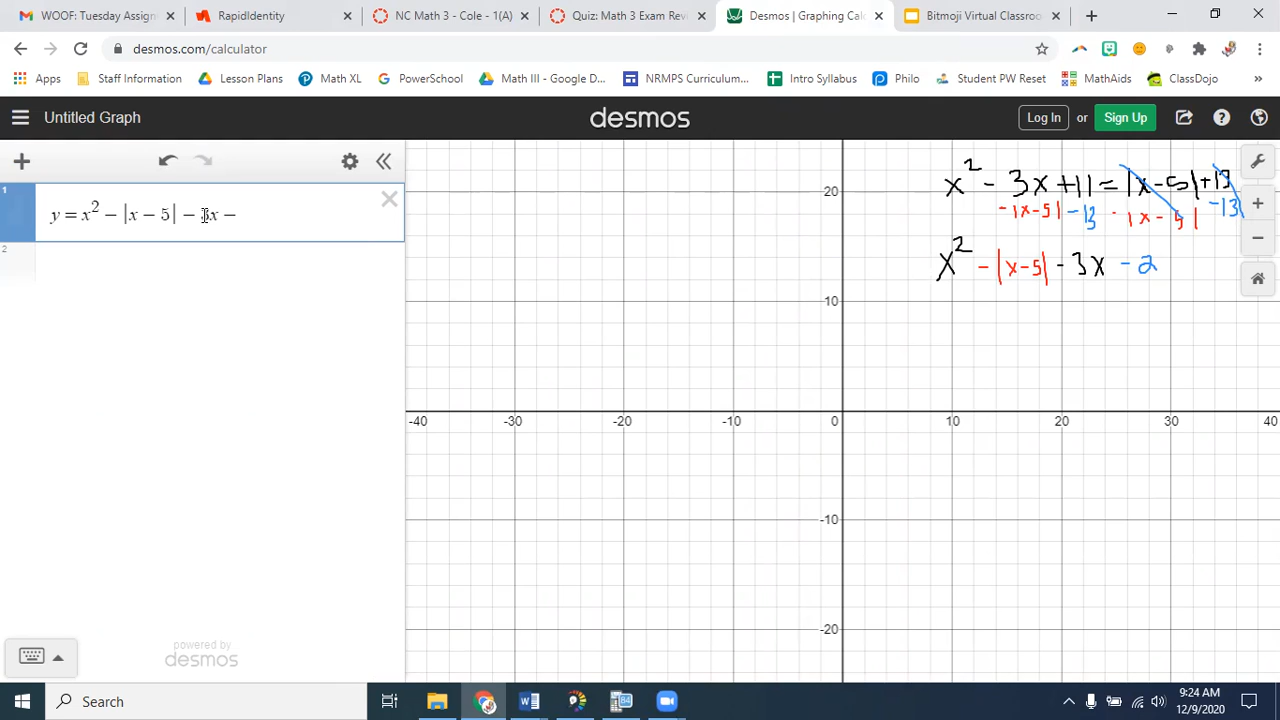 WOOF: Tuesday Assign
RapidIdentity
NC Math 3 - Cole - 1(A)
Quiz: Math 3 Exam Revi
Desmos | Graphing Calc
Bitmoji Virtual Classroo
desmos.com/calculator
Apps
Staff Information
Lesson Plans
Math XL
PowerSchool
Math III - Google D...
NRMPS Curriculum...
Intro Syllabus
Philo
Student PW Reset
MathAids
ClassDojo
Untitled Graph
desmos
Log In or Sign Up
1
y = x² − |x − 5| − 3x −
2
x² - 3x + 11 = |x - 5| + 13
- |x - 5| - 13 - |x - 5| - 13
x² - |x - 5| - 3x - 2
20
10
-40 -30 -20 -10 0 10 20 30 40
-10
-20
powered by
desmos
Search
9:24 AM
12/9/2020